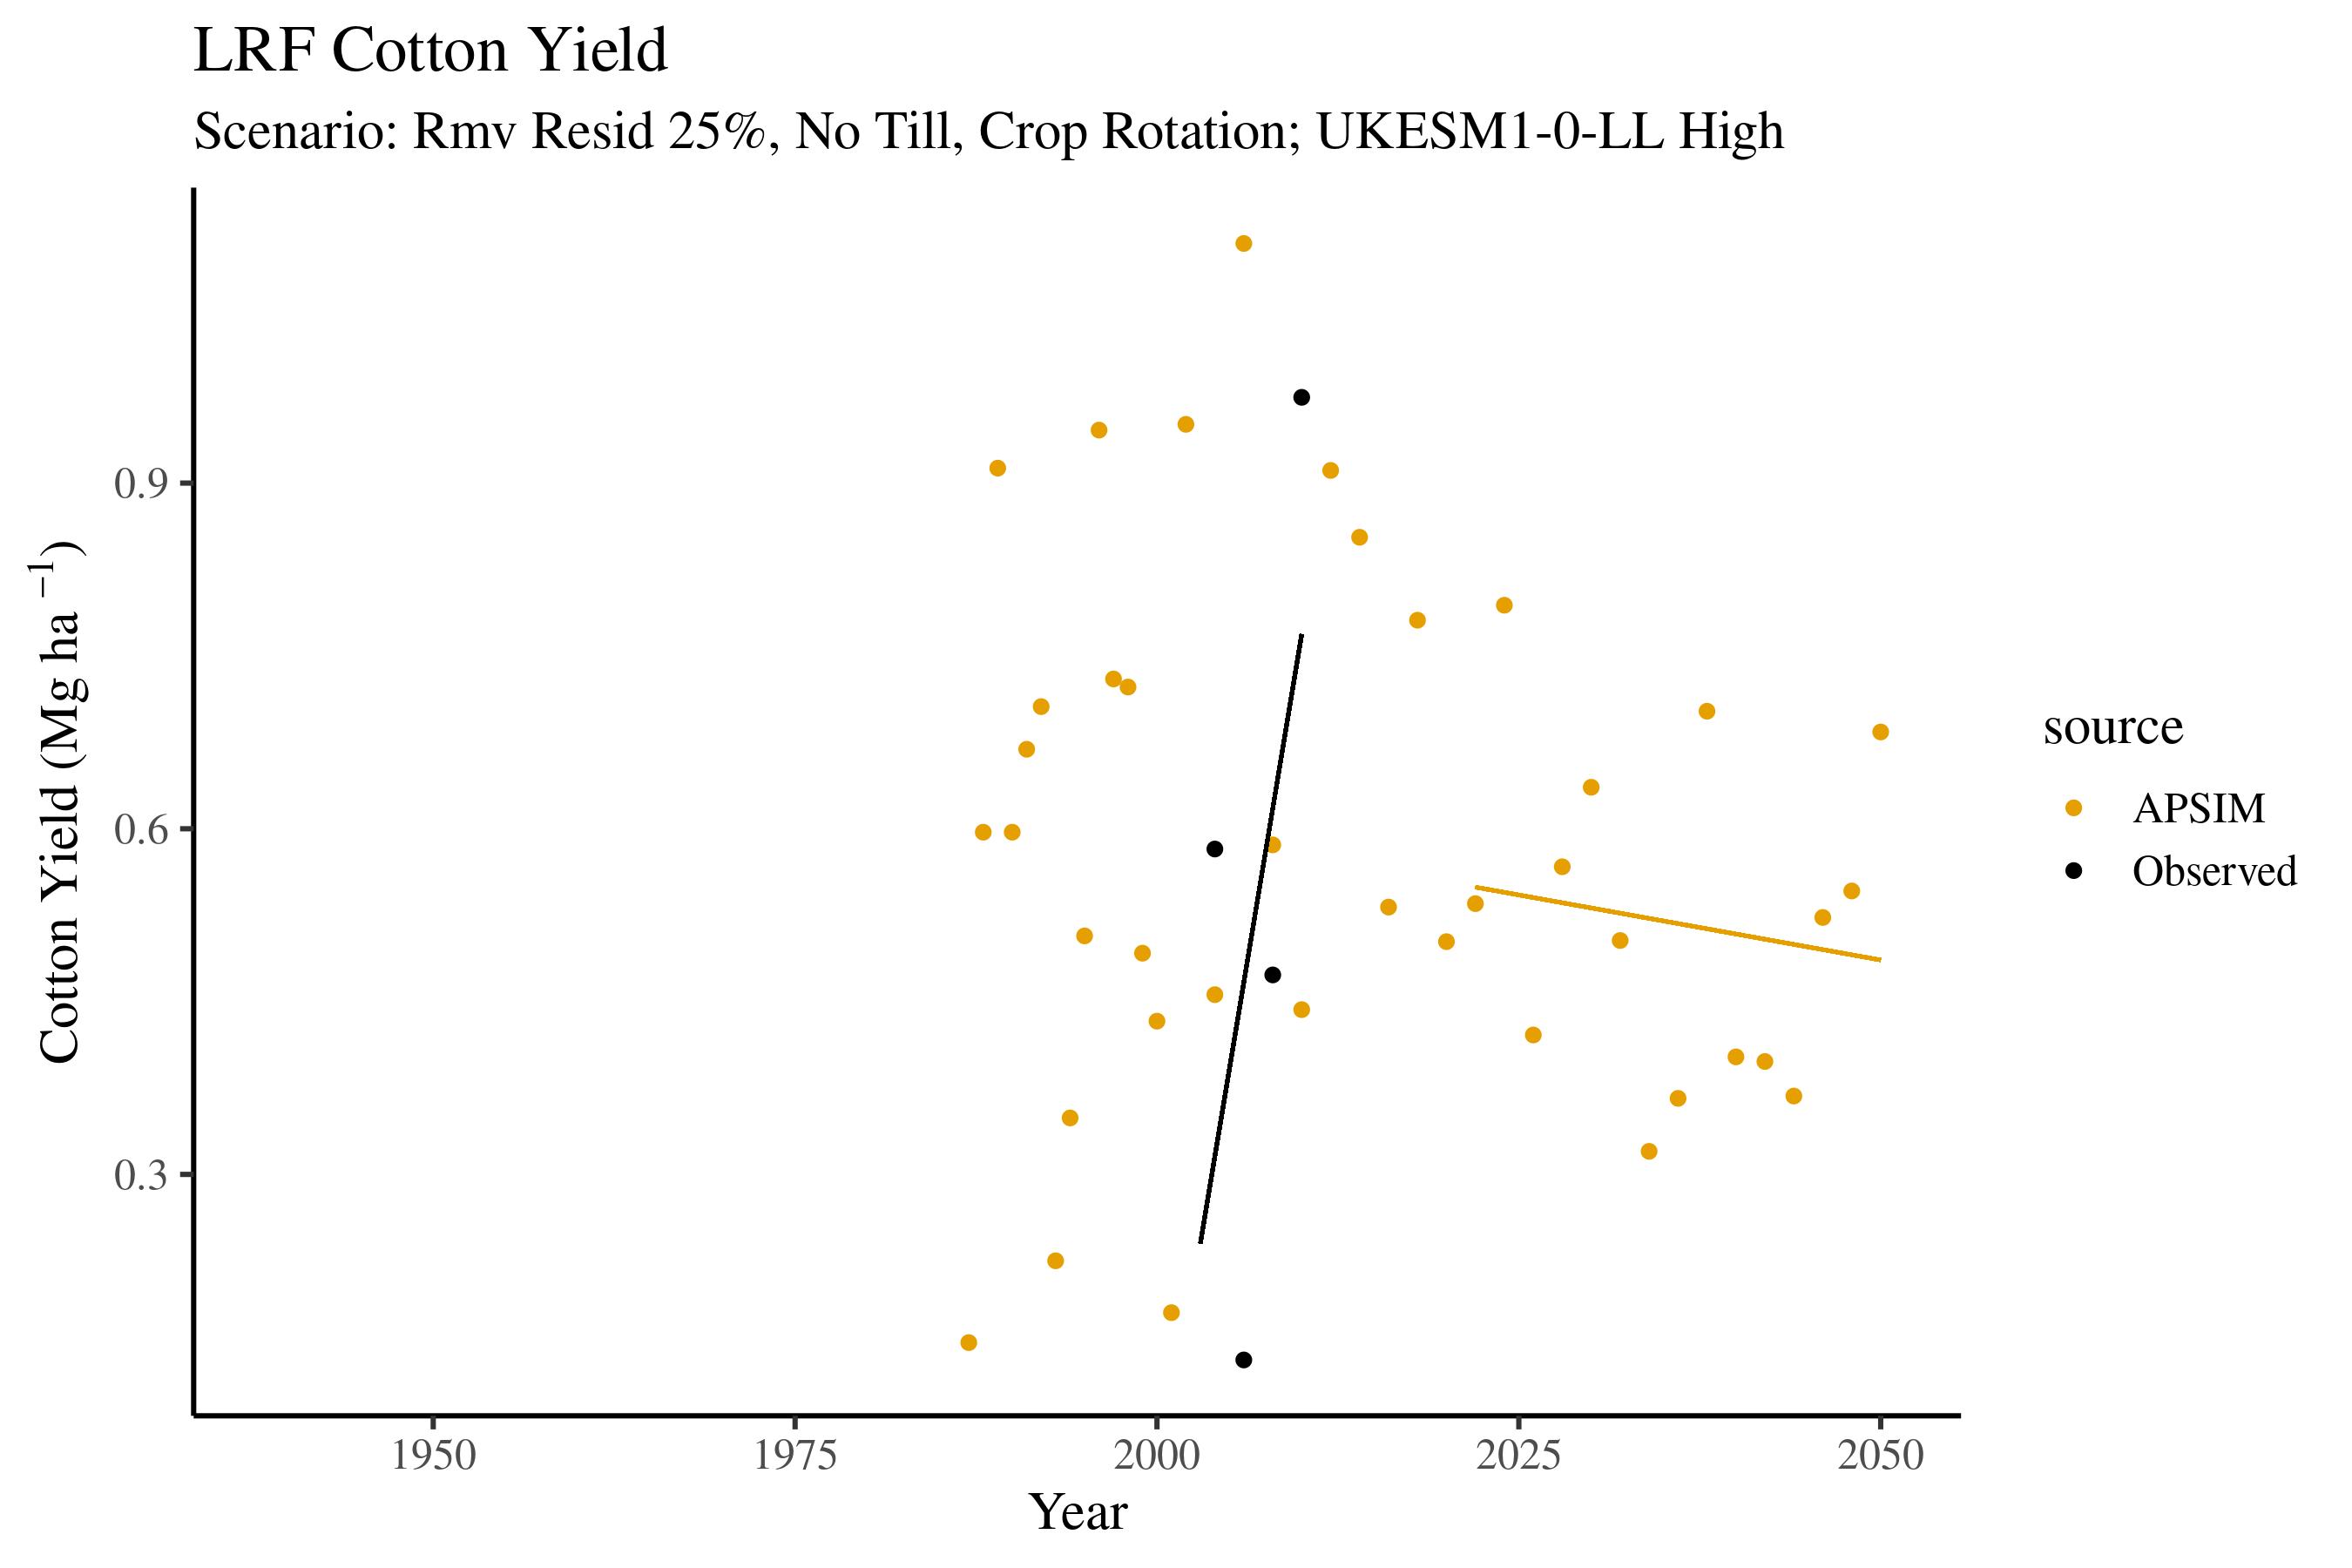 LRF Cotton Yield
Scenario: Rmv Resid 25%, No Till, Crop Rotation; UKESM1-0-LL High
Cotton Yield (Mg ha −1)
0.9
0.6
0.3
1950
1975
2000
2025
2050
Year
source
APSIM
Observed